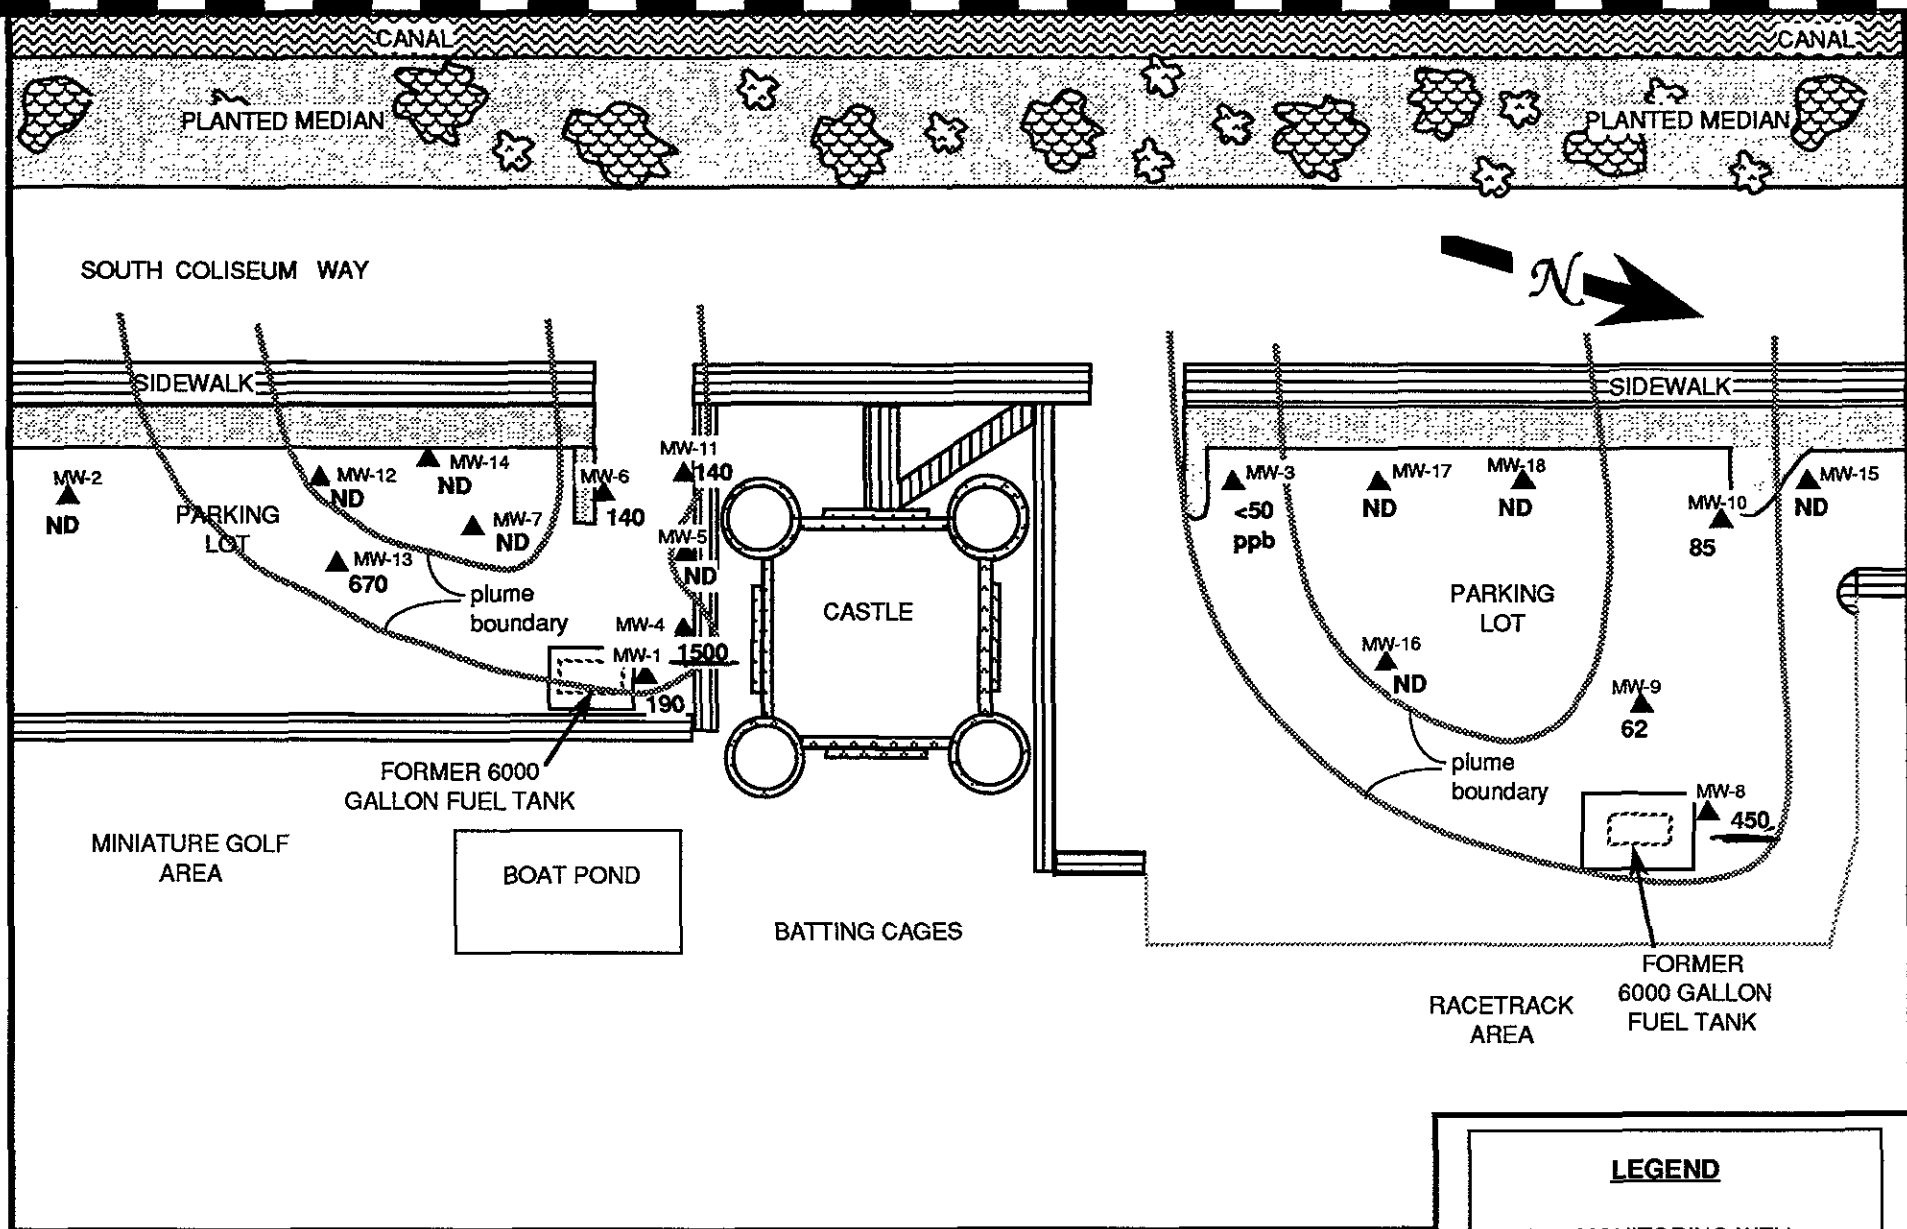 CANAL
CANAL
PLANTED MEDIAN
PLANTED MEDIAN
SOUTH COLISEUM WAY
N
SIDEWALK
SIDEWALK
MW-2
ND
MW-12
ND
MW-14
ND
MW-7
ND
MW-6
140
MW-11
140
MW-5
ND
PARKING
LOT
MW-13
670
plume
boundary
MW-4
1500
MW-1
190
CASTLE
MW-3
<50
ppb
MW-17
ND
MW-18
ND
MW-10
85
MW-15
ND
PARKING
LOT
MW-16
ND
MW-9
62
plume
boundary
MW-8
450
FORMER 6000
GALLON FUEL TANK
MINIATURE GOLF
AREA
BOAT POND
BATTING CAGES
FORMER
6000 GALLON
FUEL TANK
RACETRACK
AREA
LEGEND